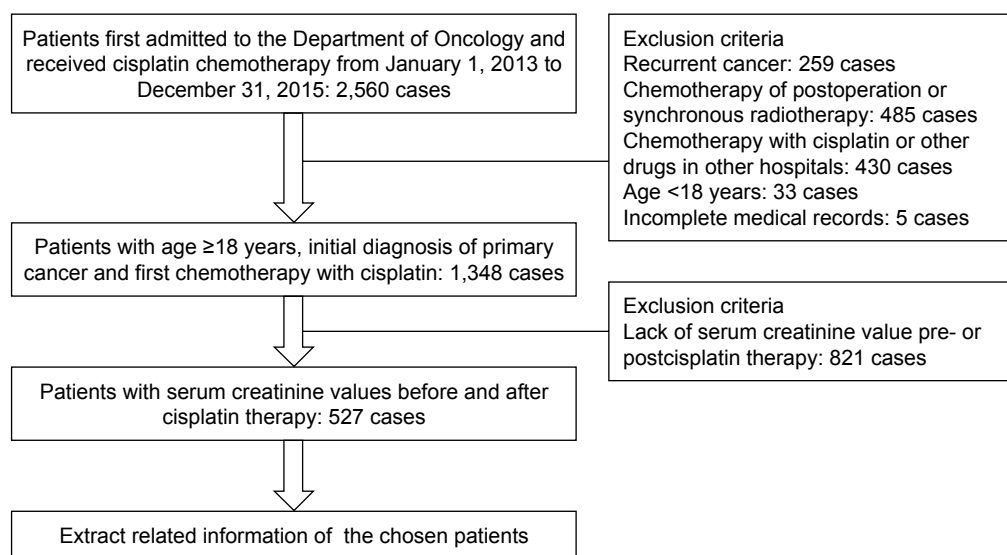 Patients first admitted to the Department of Oncology and
received cisplatin chemotherapy from January 1, 2013 to
December 31, 2015: 2,560 cases
Exclusion criteria
Recurrent cancer: 259 cases
Chemotherapy of postoperation or
synchronous radiotherapy: 485 cases
Chemotherapy with cisplatin or other
drugs in other hospitals: 430 cases
Age <18 years: 33 cases
Incomplete medical records: 5 cases
Patients with age ≥18 years, initial diagnosis of primary
cancer and first chemotherapy with cisplatin: 1,348 cases
Exclusion criteria
Lack of serum creatinine value pre- or
postcisplatin therapy: 821 cases
Patients with serum creatinine values before and after
cisplatin therapy: 527 cases
Extract related information of the chosen patients